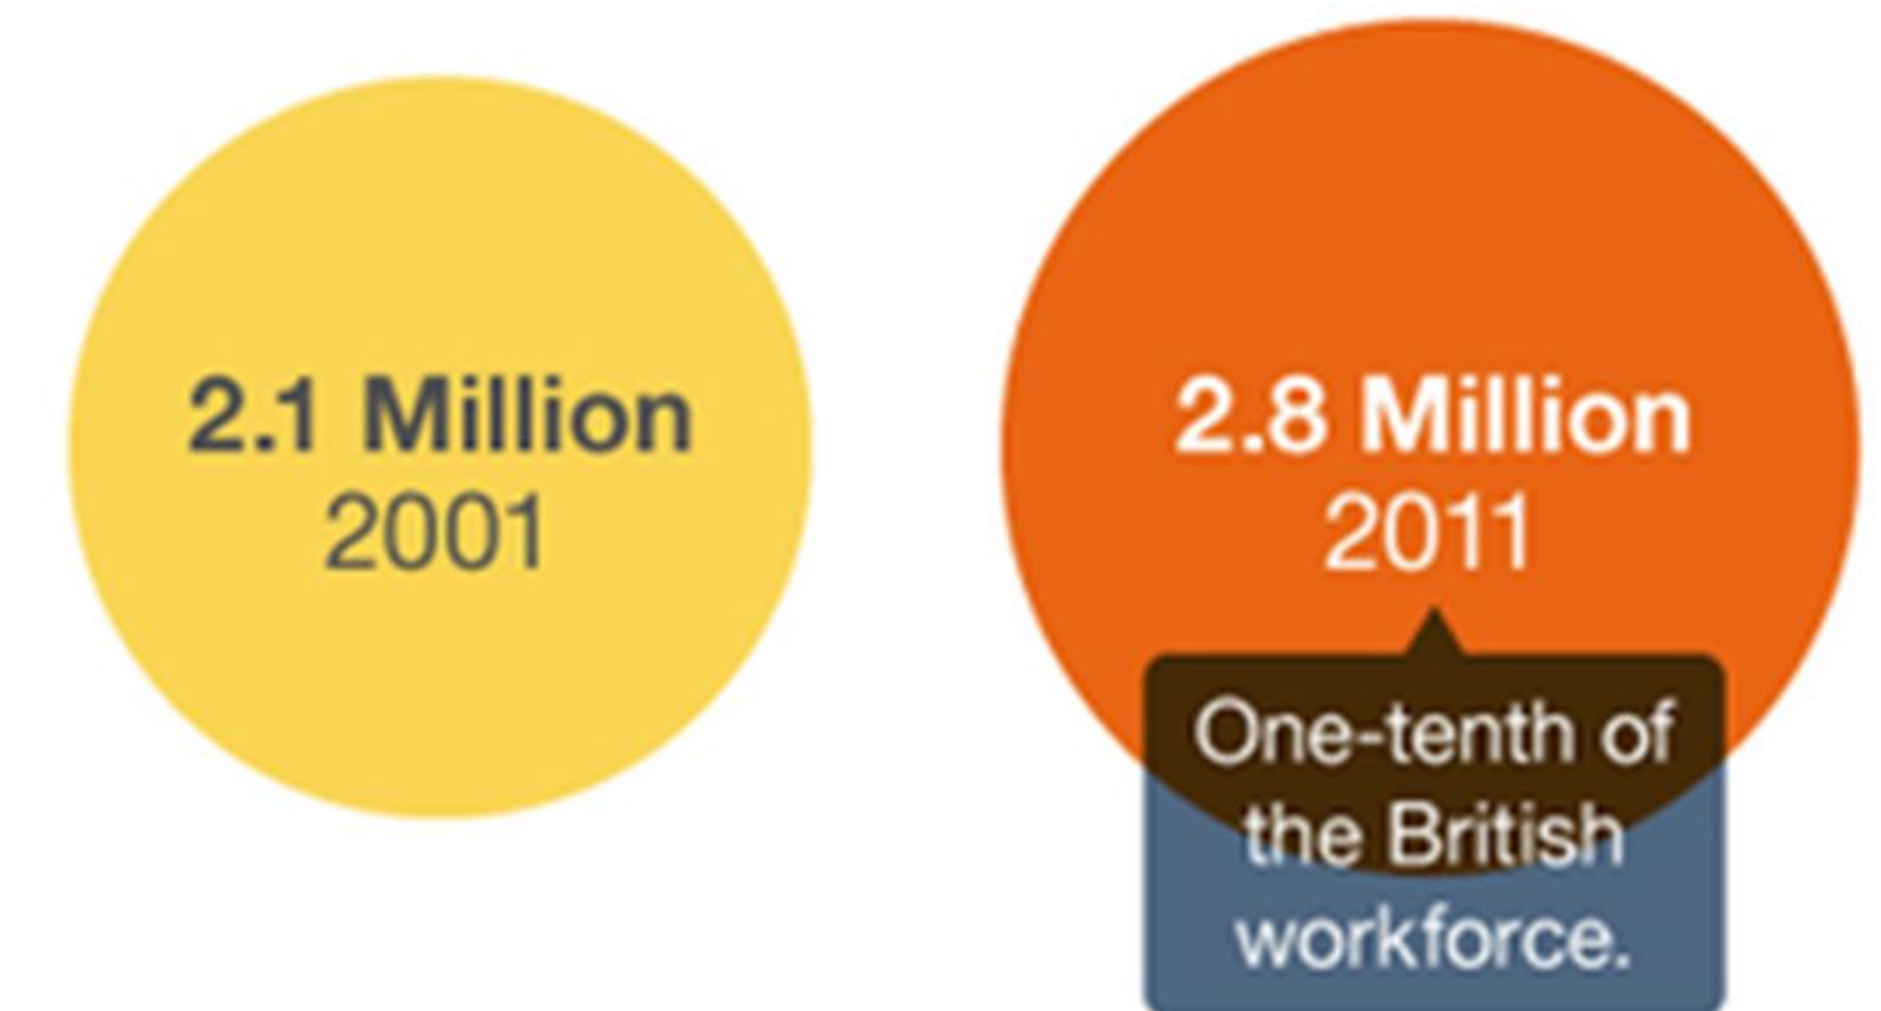 2.1 Million
2001
2.8 Million
2011
One-tenth of
the British
workforce.